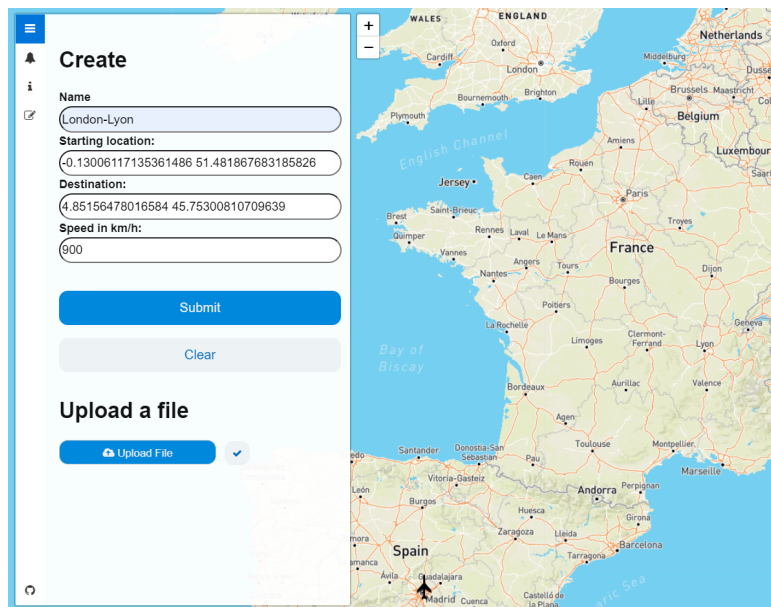 Create
Name
London-Lyon
Starting location:
-0.13006117135361486 51.481867683185826
Destination:
4.85156478016584 45.75300810709639
Speed in km/h:
900
Submit
Clear
Upload a file
Upload File
+
−
WALES
ENGLAND
Oxford
Cardiff
London
Netherlands
Middelburg
Brussels
Maastricht
Bournemouth
Brighton
Lille
Belgium
Plymouth
English Channel
Amiens
Luxembour
Rouen
Jersey
Caen
Paris
Brest
Saint-Brieuc
Troyes
Quimper
Rennes
Laval
Le Mans
France
Vannes
Angers
Tours
Dijon
Nantes
Bourges
Poitiers
La Rochelle
Geneva
Limoges
Clermont-
Ferrand
Lyon
Bay of
Biscay
Bordeaux
Aurillac
Valence
Agen
Toulouse
Montpellier
Santander
Donostia-San
Sebastian
Pau
Marseille
Vitoria-Gasteiz
León
Burgos
Andorra
Perpignan
Huesca
Girona
Zaragoza
Lleida
Barcelona
Tarragona
Spain
Ávila
Guadalajara
Madrid
Cuenca
Castelló de
la Plana